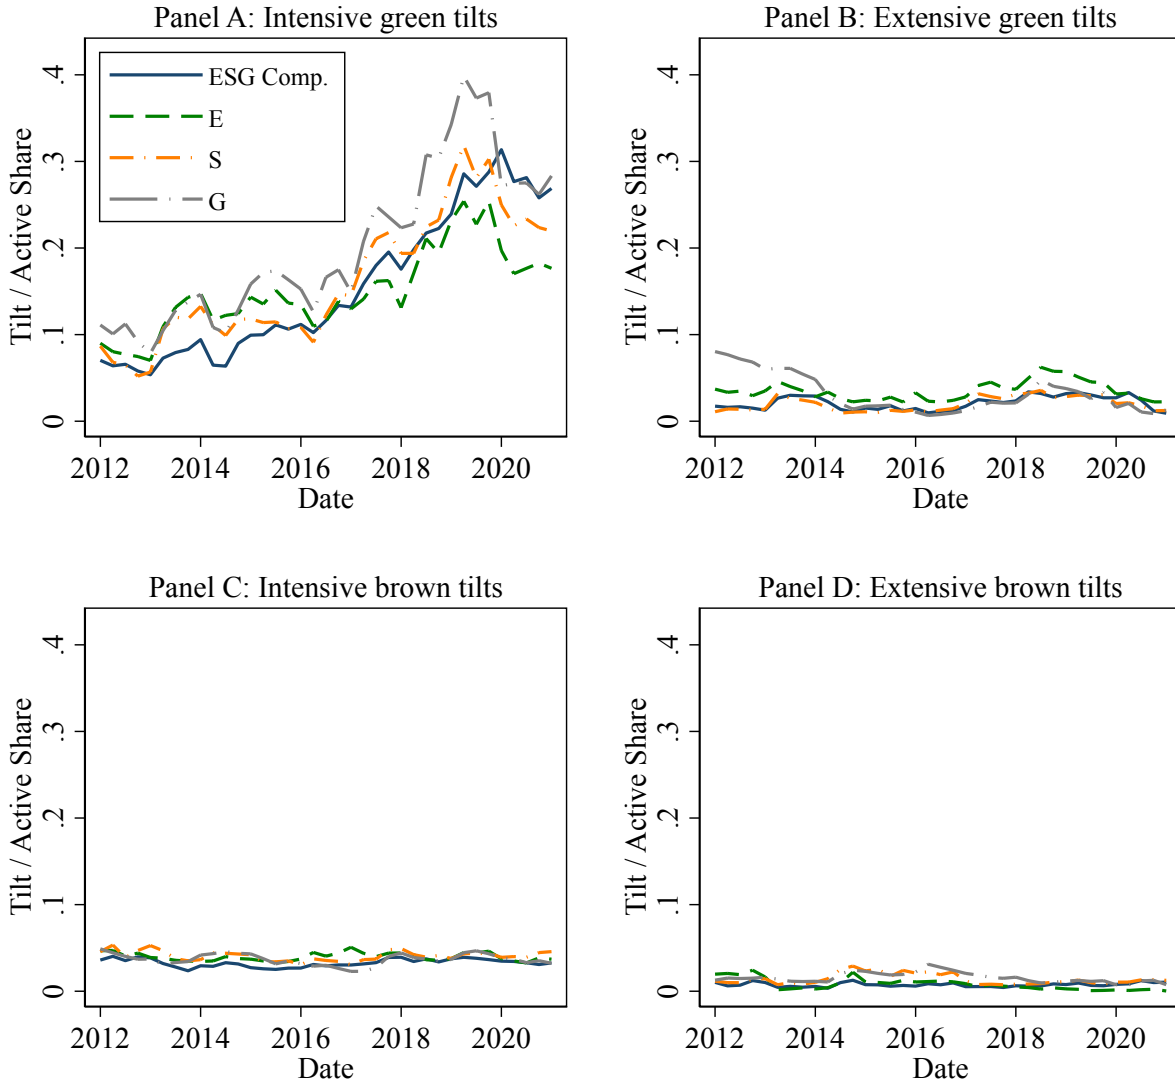 Panel A: Intensive green tilts
Tilt / Active Share
.4
.3
.2
.1
0
ESG Comp.
E
S
G
2012 2014 2016 2018 2020
Date
Panel B: Extensive green tilts
Tilt / Active Share
.4
.3
.2
.1
0
2012 2014 2016 2018 2020
Date
Panel C: Intensive brown tilts
Tilt / Active Share
.4
.3
.2
.1
0
2012 2014 2016 2018 2020
Date
Panel D: Extensive brown tilts
Tilt / Active Share
.4
.3
.2
.1
0
2012 2014 2016 2018 2020
Date